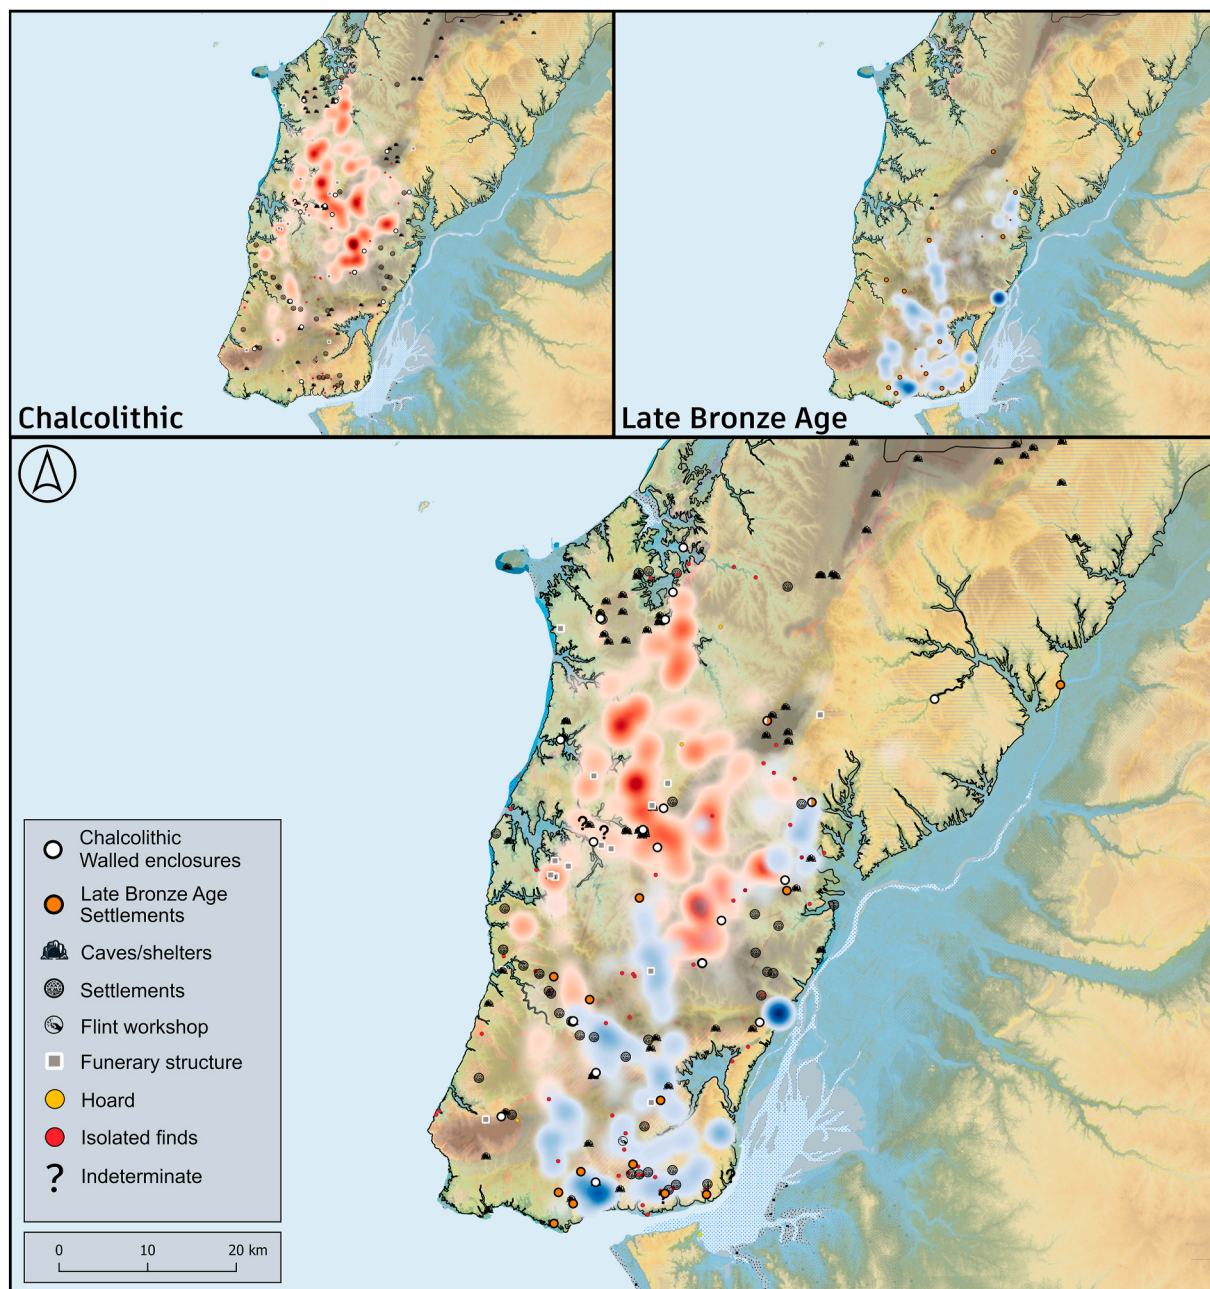 Chalcolithic
Late Bronze Age
? ?
?
Chalcolithic
Walled enclosures
Late Bronze Age
Settlements
Caves/shelters
Settlements
Flint workshop
Funerary structure
Hoard
Isolated finds
? Indeterminate
0 10 20 km